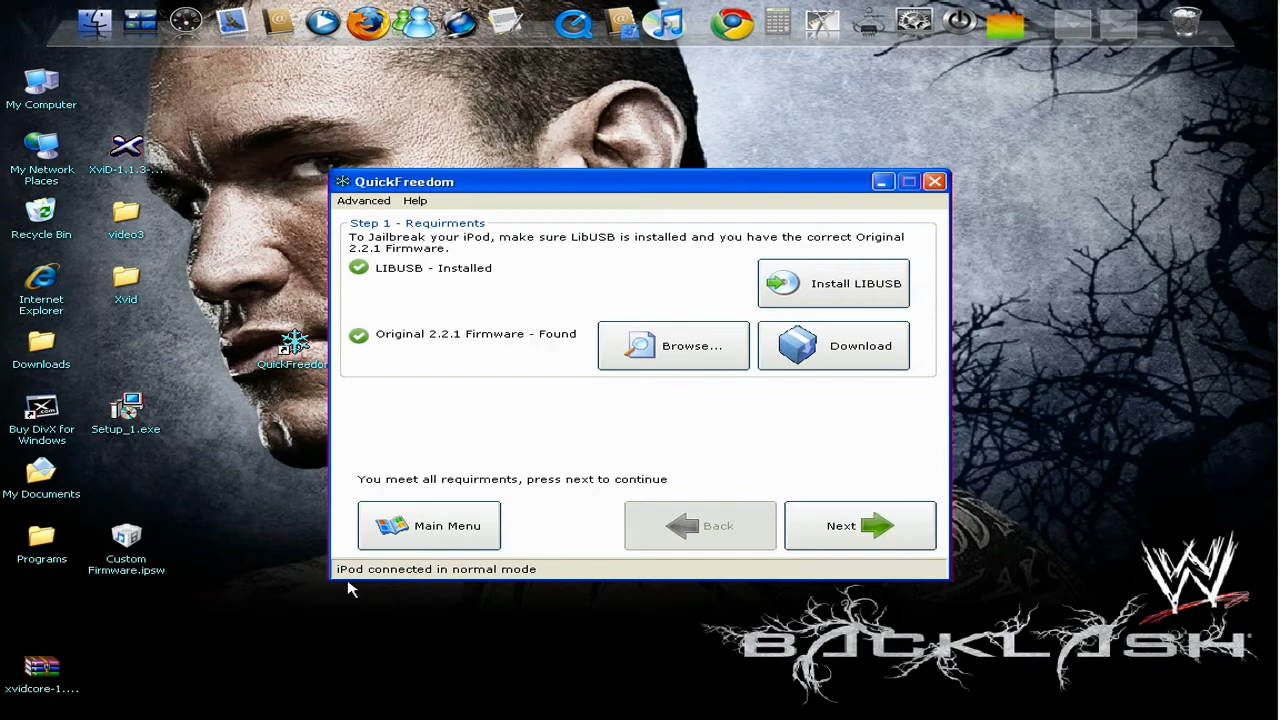 My Computer
My Network
Places
Recycle Bin
Internet
Explorer
Downloads
Buy DivX for
Windows
My Documents
Programs
xvidcore-1....
XviD-1.1.3-...
video3
Xvid
Setup_1.exe
Custom
Firmware.ipsw
QuickFreedom
QuickFreedom
Advanced Help
Step 1 - Requirments
To Jailbreak your iPod, make sure LibUSB is installed and you have the correct Original
2.2.1 Firmware.
LIBUSB - Installed
Install LIBUSB
Original 2.2.1 Firmware - Found
Browse...
Download
You meet all requirments, press next to continue
Main Menu
Back
Next
iPod connected in normal mode
W
BACKLASH